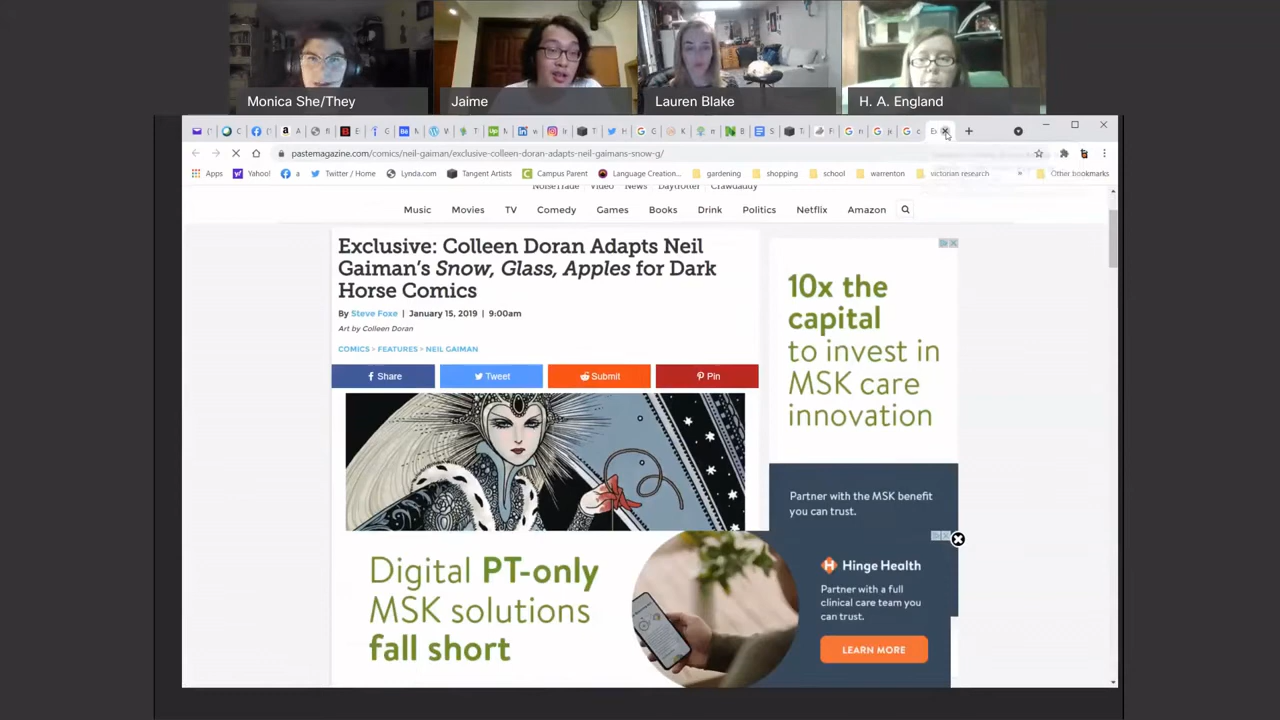 Monica She/They
Jaime
Lauren Blake
H. A. England
pastemagazine.com/comics/neil-gaiman/exclusive-colleen-doran-adapts-neil-gaimans-snow-g/
Apps
Yahoo!
a
Twitter / Home
Lynda.com
Tangent Artists
Campus Parent
Language Creation...
gardening
shopping
school
warrenton
victorian research
»
Other bookmarks
NoiseTrade
Video
News
Daytrotter
Crawdaddy
Music
Movies
TV
Comedy
Games
Books
Drink
Politics
Netflix
Amazon
Exclusive: Colleen Doran Adapts Neil
Gaiman's Snow, Glass, Apples for Dark
Horse Comics
By Steve Foxe | January 15, 2019 | 9:00am
Art by Colleen Doran
COMICS > FEATURES > NEIL GAIMAN
Share
Tweet
Submit
Pin
10x the
capital
to invest in
MSK care
innovation
Partner with the MSK benefit
you can trust.
Digital PT-only
MSK solutions
fall short
Hinge Health
Partner with a full
clinical care team you
can trust.
LEARN MORE